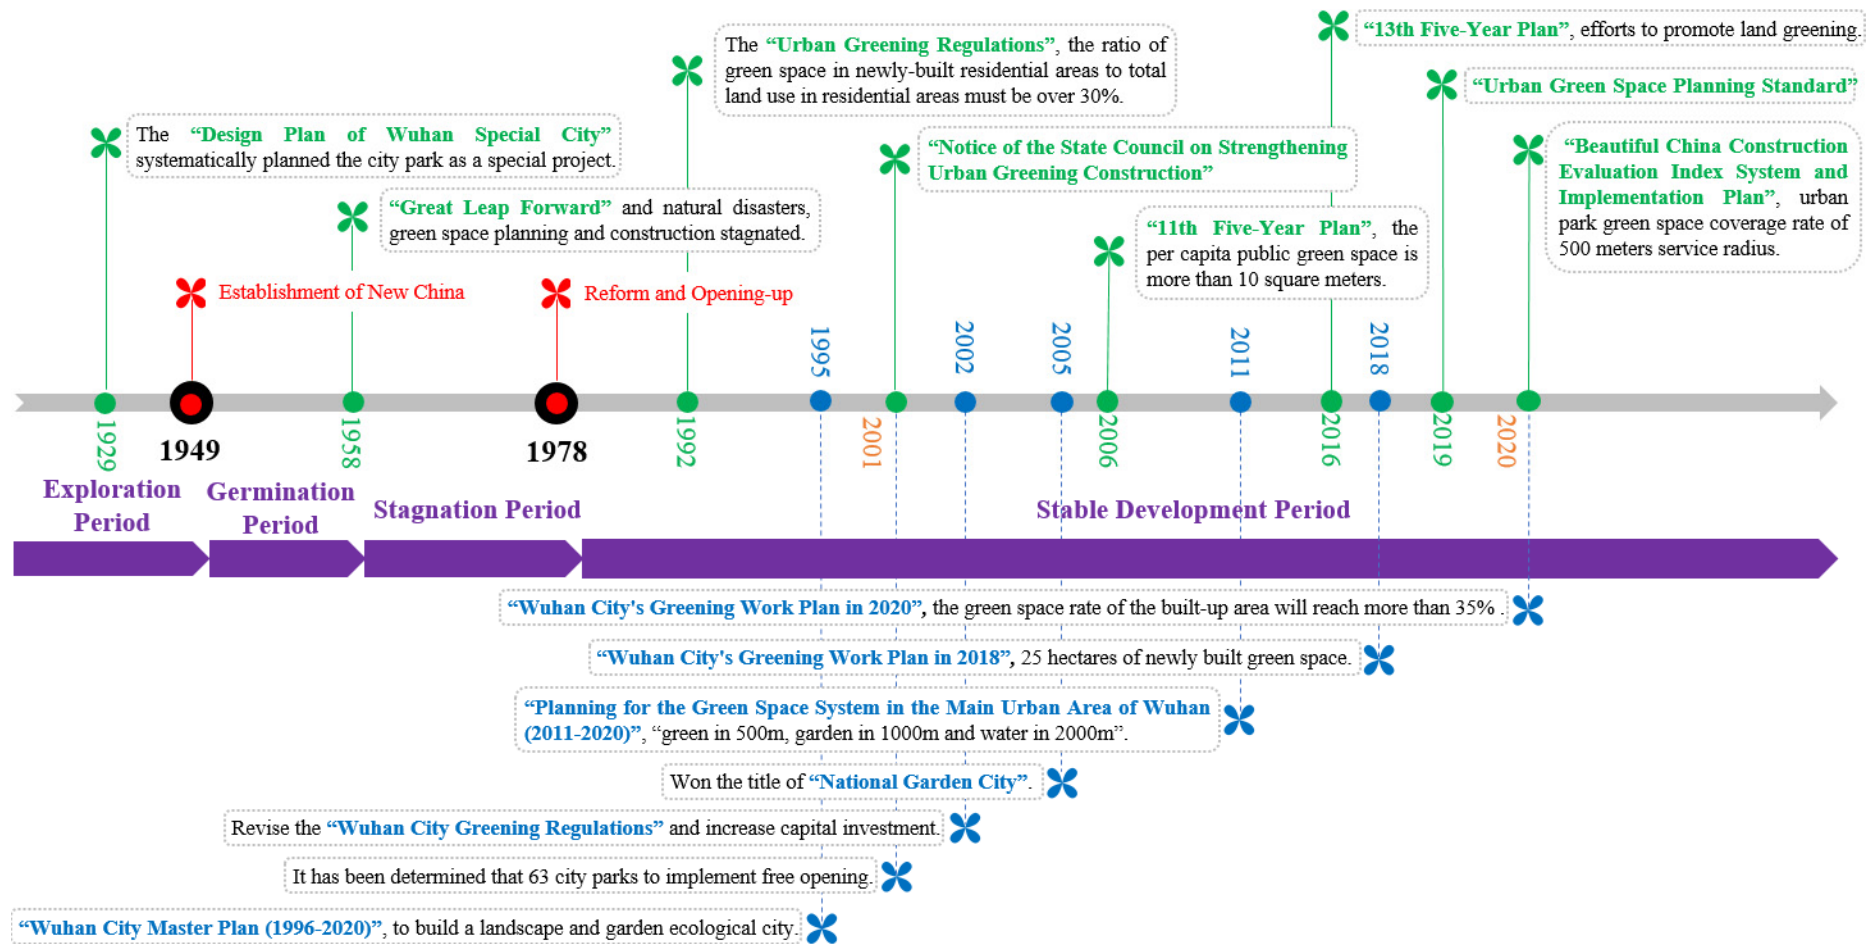 “13th Five-Year Plan”, efforts to promote land greening.
The “Urban Greening Regulations”, the ratio of
green space in newly-built residential areas to total
land use in residential areas must be over 30%.
“Urban Green Space Planning Standard”
The “Design Plan of Wuhan Special City”
systematically planned the city park as a special project.
“Notice of the State Council on Strengthening
Urban Greening Construction”
“Beautiful China Construction
Evaluation Index System and
Implementation Plan”, urban
park green space coverage rate of
500 meters service radius.
“Great Leap Forward” and natural disasters,
green space planning and construction stagnated.
“11th Five-Year Plan”, the
per capita public green space is
more than 10 square meters.
Establishment of New China
Reform and Opening-up
1995
2002
2005
2011
2018
1929
1949
1958
1978
1992
2001
2006
2016
2019
2020
Exploration
Period
Germination
Period
Stagnation Period
Stable Development Period
“Wuhan City's Greening Work Plan in 2020”, the green space rate of the built-up area will reach more than 35% .
“Wuhan City's Greening Work Plan in 2018”, 25 hectares of newly built green space.
“Planning for the Green Space System in the Main Urban Area of Wuhan
(2011-2020)”, “green in 500m, garden in 1000m and water in 2000m”.
Won the title of “National Garden City”.
Revise the “Wuhan City Greening Regulations” and increase capital investment.
It has been determined that 63 city parks to implement free opening.
“Wuhan City Master Plan (1996-2020)”, to build a landscape and garden ecological city.